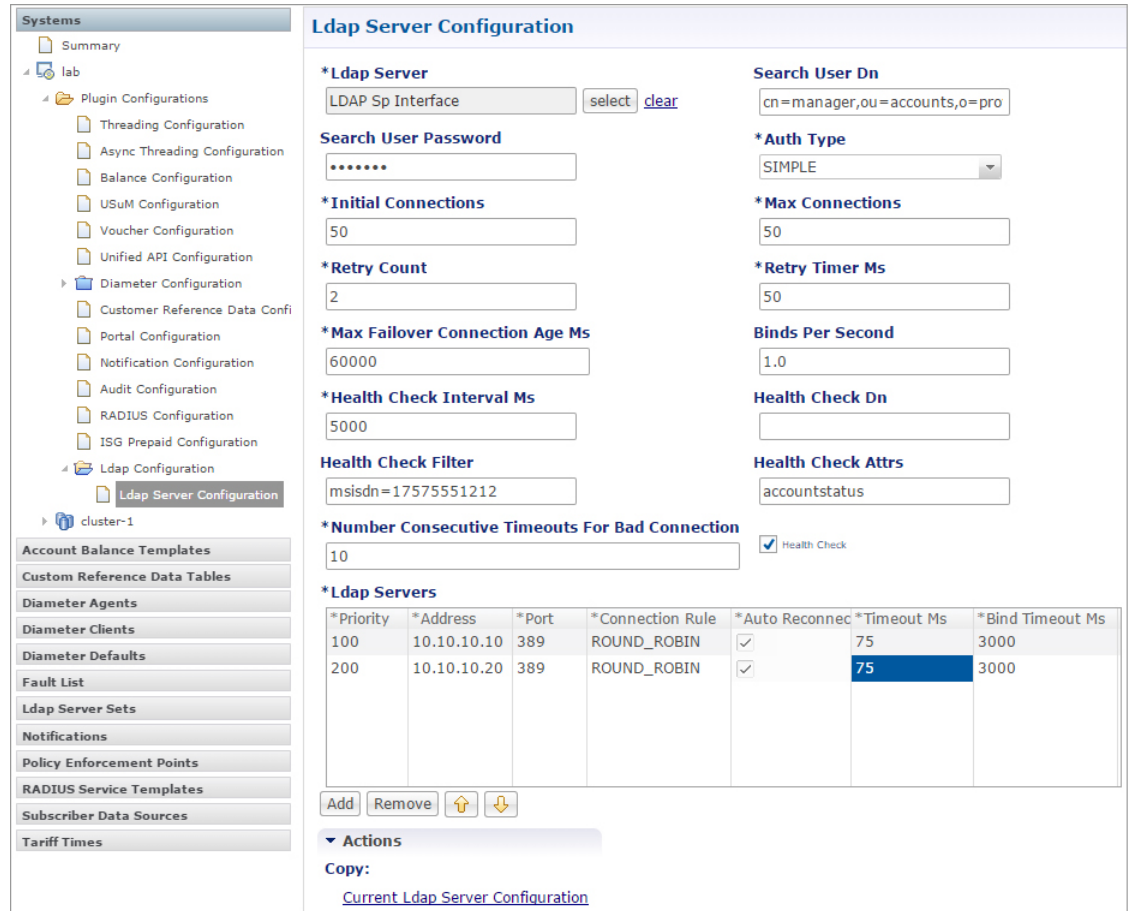 Systems
Summary
lab
Plugin Configurations
Threading Configuration
Async Threading Configuration
Balance Configuration
USuM Configuration
Voucher Configuration
Unified API Configuration
Diameter Configuration
Customer Reference Data Confi
Portal Configuration
Notification Configuration
Audit Configuration
RADIUS Configuration
ISG Prepaid Configuration
Ldap Configuration
Ldap Server Configuration
cluster-1
Account Balance Templates
Custom Reference Data Tables
Diameter Agents
Diameter Clients
Diameter Defaults
Fault List
Ldap Server Sets
Notifications
Policy Enforcement Points
RADIUS Service Templates
Subscriber Data Sources
Tariff Times
Ldap Server Configuration
*Ldap Server Search User Dn
LDAP Sp Interface select clear cn=manager,ou=accounts,o=pro
Search User Password *Auth Type
••••••• SIMPLE
*Initial Connections *Max Connections
50 50
*Retry Count *Retry Timer Ms
2 50
*Max Failover Connection Age Ms Binds Per Second
60000 1.0
*Health Check Interval Ms Health Check Dn
5000
Health Check Filter Health Check Attrs
msisdn=17575551212 accountstatus
*Number Consecutive Timeouts For Bad Connection
10 Health Check
*Ldap Servers
*Priority *Address *Port *Connection Rule *Auto Reconnec *Timeout Ms *Bind Timeout Ms
100 10.10.10.10 389 ROUND_ROBIN 75 3000
200 10.10.10.20 389 ROUND_ROBIN 75 3000
Add Remove
Actions
Copy:
Current Ldap Server Configuration